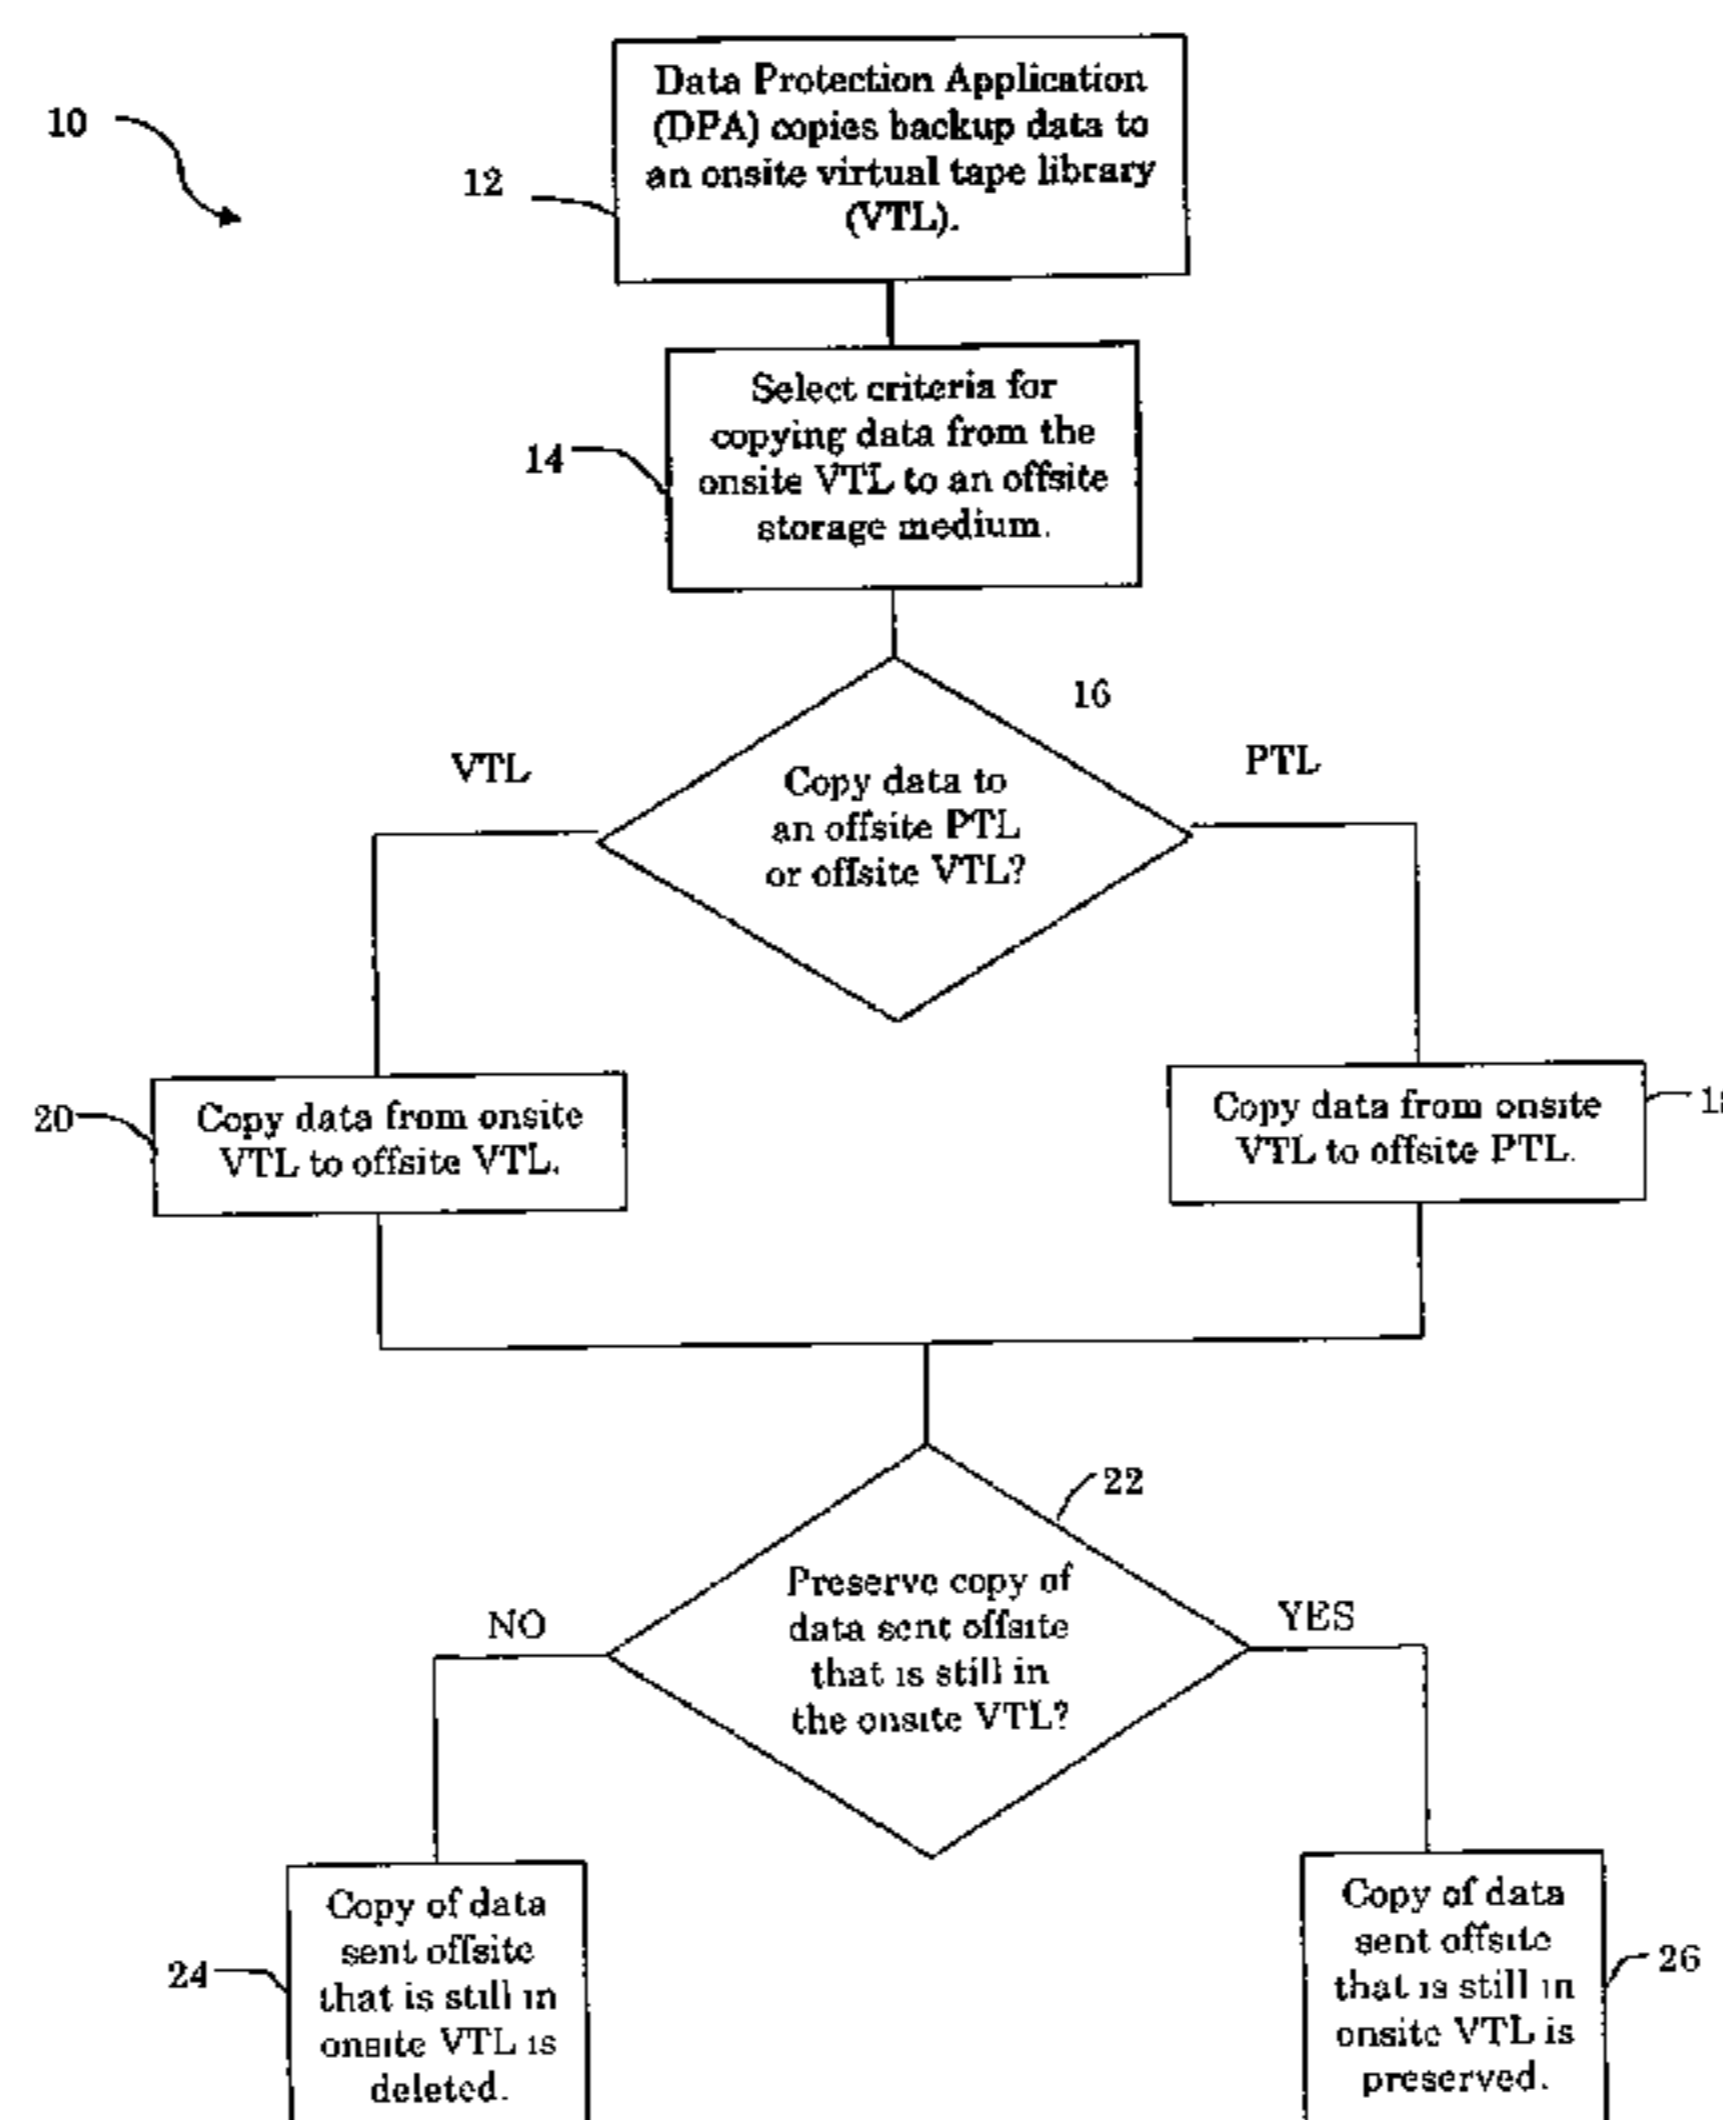 10
Data Protection Application
(DPA) copies backup data to
an onsite virtual tape library
(VTL).
12
Select criteria for
copying data from the
onsite VTL to an offsite
storage medium.
14
16
VTL
PTL
Copy data to
an offsite PTL
or offsite VTL?
20
Copy data from onsite
VTL to offsite VTL.
Copy data from onsite
VTL to offsite PTL.
22
Preserve copy of
data sent offsite
that is still in
the onsite VTL?
NO
YES
24
Copy of data
sent offsite
that is still in
onsite VTL is
deleted.
Copy of data
sent offsite
that is still in
onsite VTL is
preserved.
26